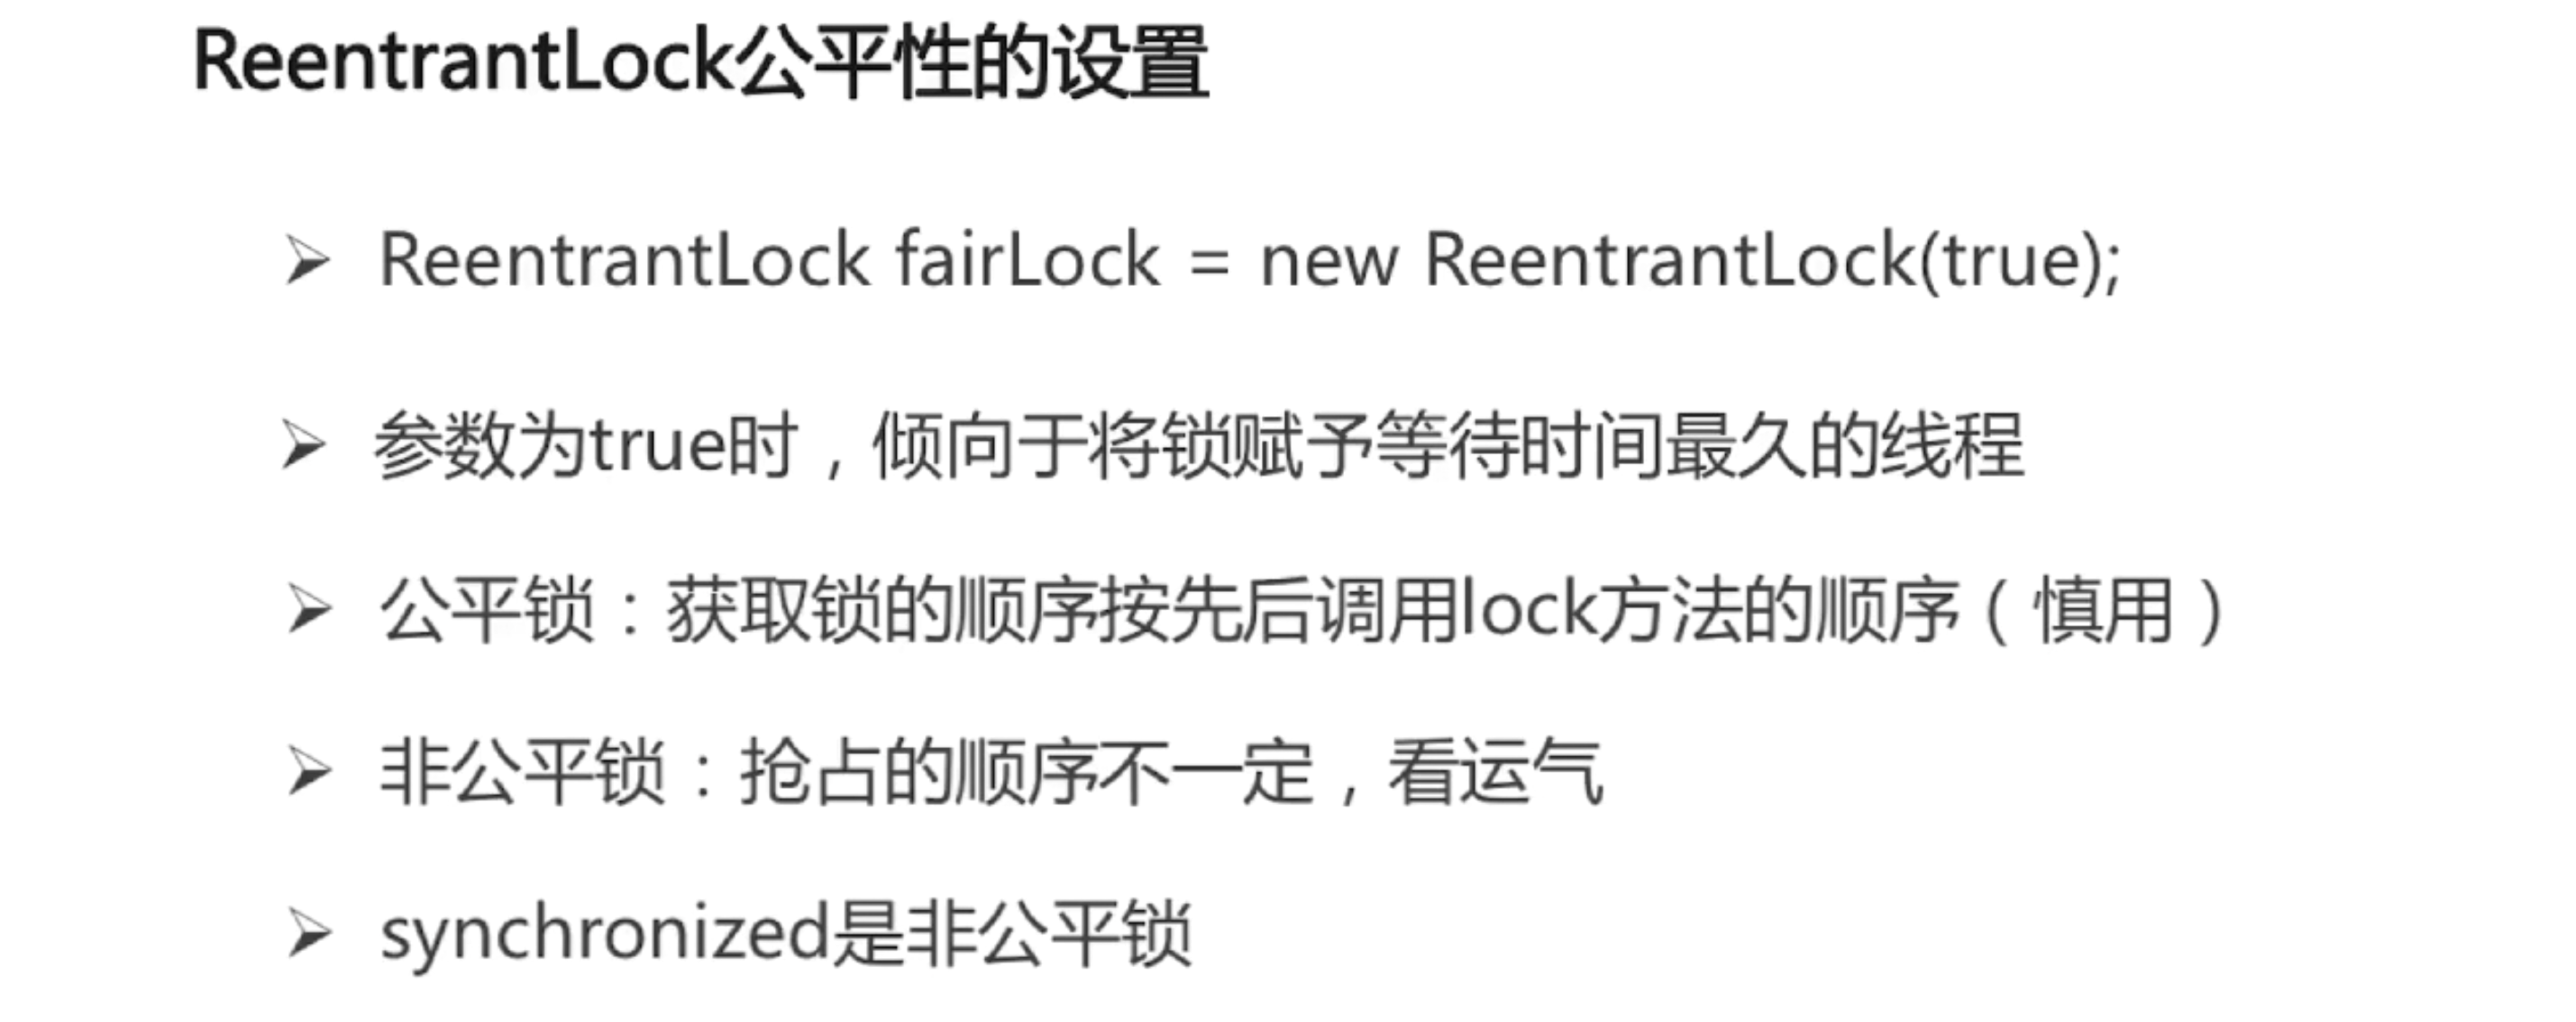 ReentrantLock公平性的设置
➢ ReentrantLock fairLock = new ReentrantLock(true);
➢ 参数为true时，倾向于将锁赋予等待时间最久的线程
➢ 公平锁：获取锁的顺序按先后调用lock方法的顺序（慎用）
➢ 非公平锁：抢占的顺序不一定，看运气
➢ synchronized是非公平锁